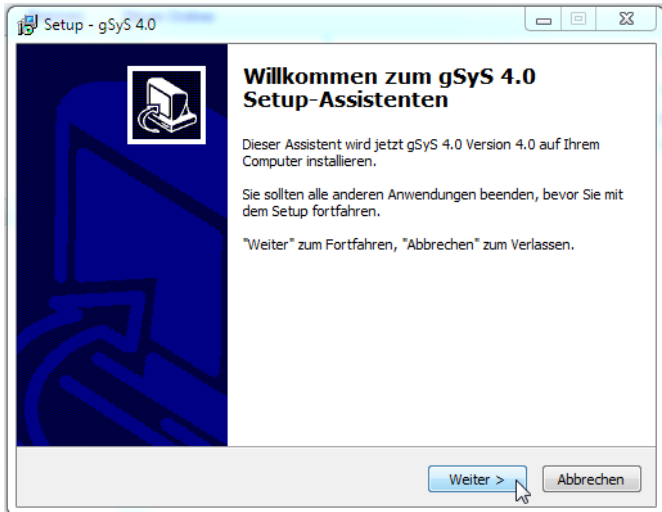 Setup - gSyS 4.0
Willkommen zum gSyS 4.0
Setup-Assistenten
Dieser Assistent wird jetzt gSyS 4.0 Version 4.0 auf Ihrem
Computer installieren.
Sie sollten alle anderen Anwendungen beenden, bevor Sie mit
dem Setup fortfahren.
"Weiter" zum Fortfahren, "Abbrechen" zum Verlassen.
Weiter >
Abbrechen